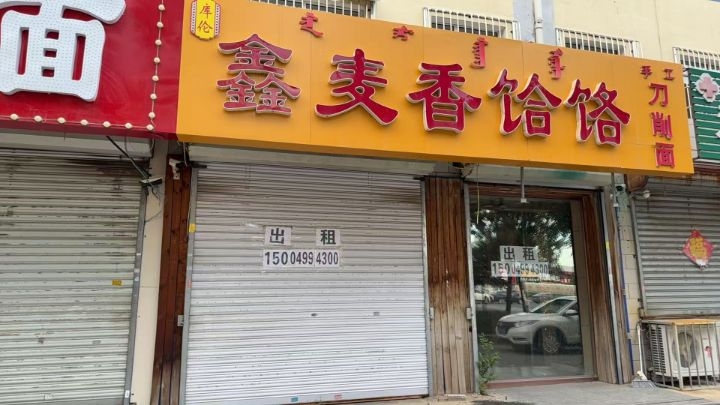 面
库伦
鑫麦香饸饹
手工
刀削面
出 租
15004994300
出 租
15004994300